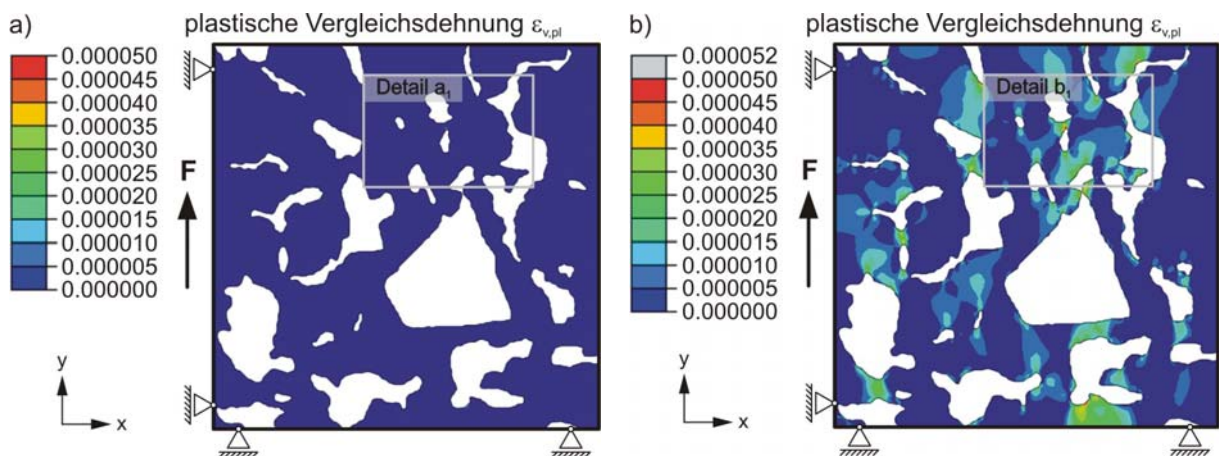 a)
plastische Vergleichsdehnung εv,pl
0.000050
0.000045
0.000040
0.000035
0.000030
0.000025
0.000020
0.000015
0.000010
0.000005
0.000000
F
Detail a1
y
x
b)
plastische Vergleichsdehnung εv,pl
0.000052
0.000050
0.000045
0.000040
0.000035
0.000030
0.000025
0.000020
0.000015
0.000010
0.000005
0.000000
F
Detail b1
y
x